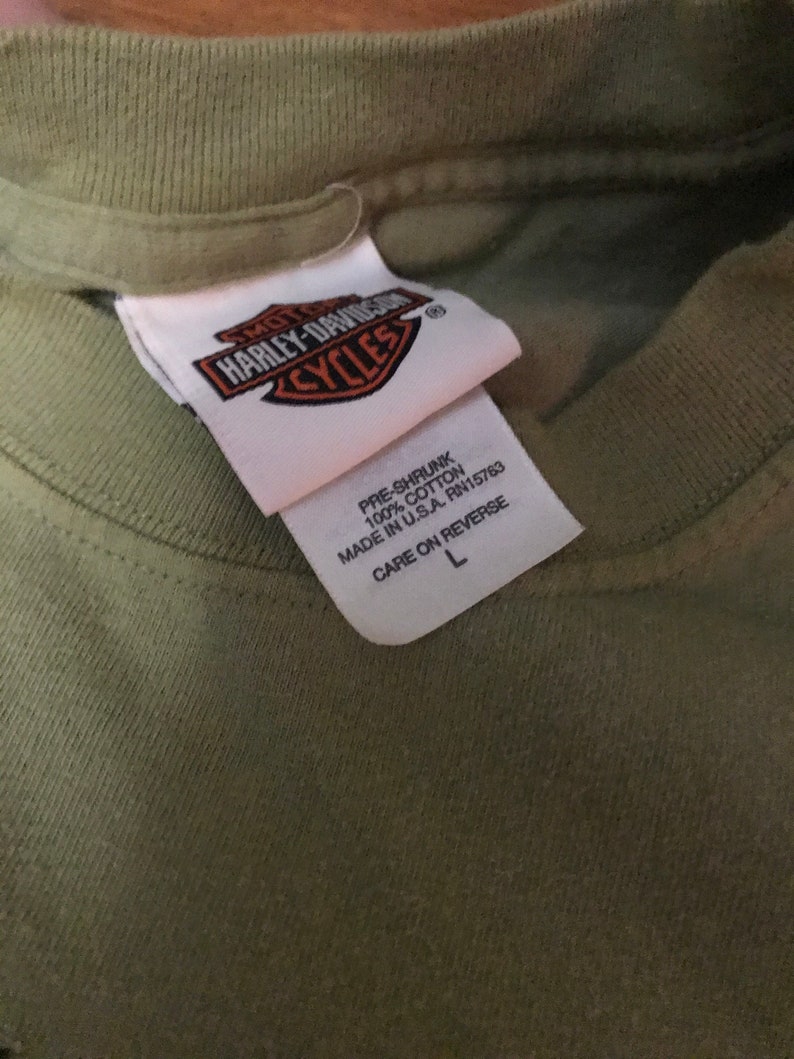 MOTOR
HARLEY-DAVIDSON
CYCLES
®
PRE-SHRUNK
100% COTTON
MADE IN U.S.A. RN15763
CARE ON REVERSE
L